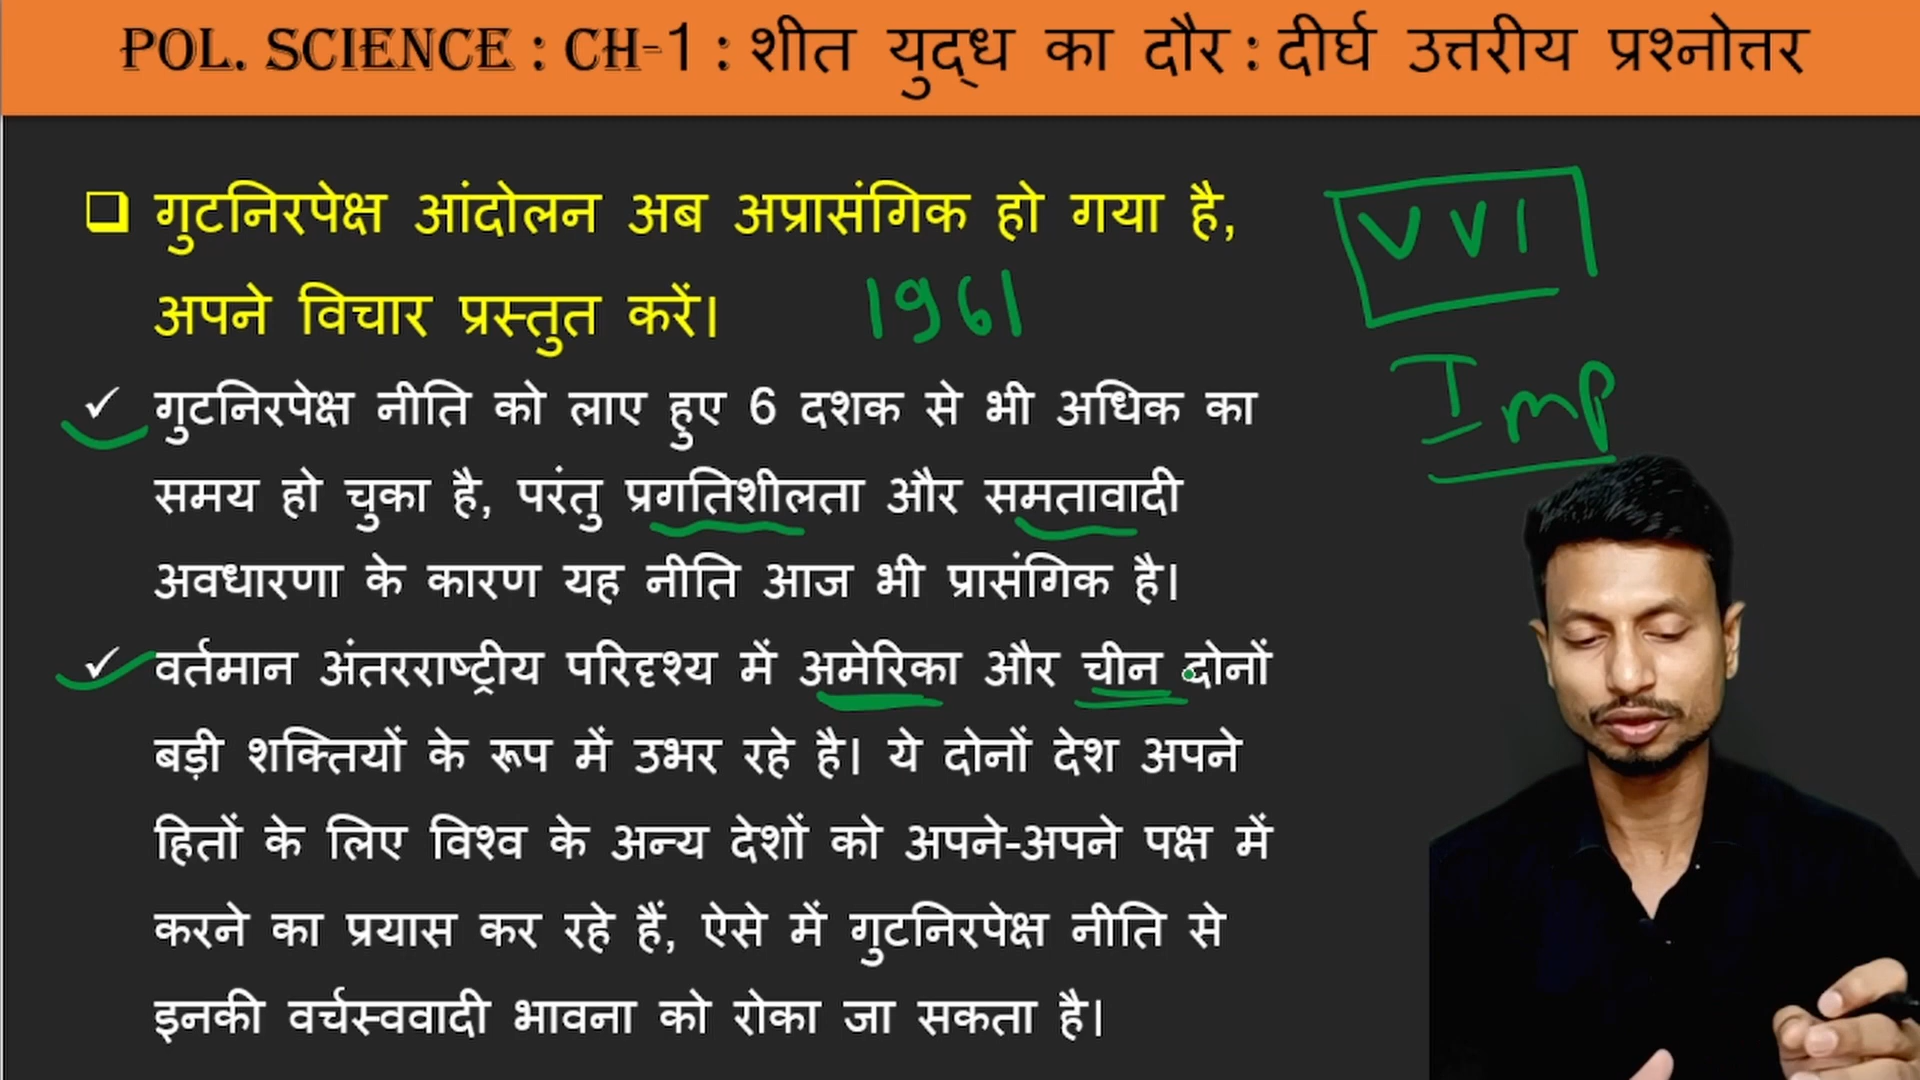 POL. SCIENCE : CH-1 : शीत युद्ध का दौर : दीर्घ उत्तरीय प्रश्नोत्तर
गुटनिरपेक्ष आंदोलन अब अप्रासंगिक हो गया है,
VVI
अपने विचार प्रस्तुत करें।
1961
Imp
गुटनिरपेक्ष नीति को लाए हुए 6 दशक से भी अधिक का
समय हो चुका है, परंतु प्रगतिशीलता और समतावादी
अवधारणा के कारण यह नीति आज भी प्रासंगिक है।
वर्तमान अंतरराष्ट्रीय परिदृश्य में अमेरिका और चीन दोनों
बड़ी शक्तियों के रूप में उभर रहे है। ये दोनों देश अपने
हितों के लिए विश्व के अन्य देशों को अपने-अपने पक्ष में
करने का प्रयास कर रहे हैं, ऐसे में गुटनिरपेक्ष नीति से
इनकी वर्चस्ववादी भावना को रोका जा सकता है।